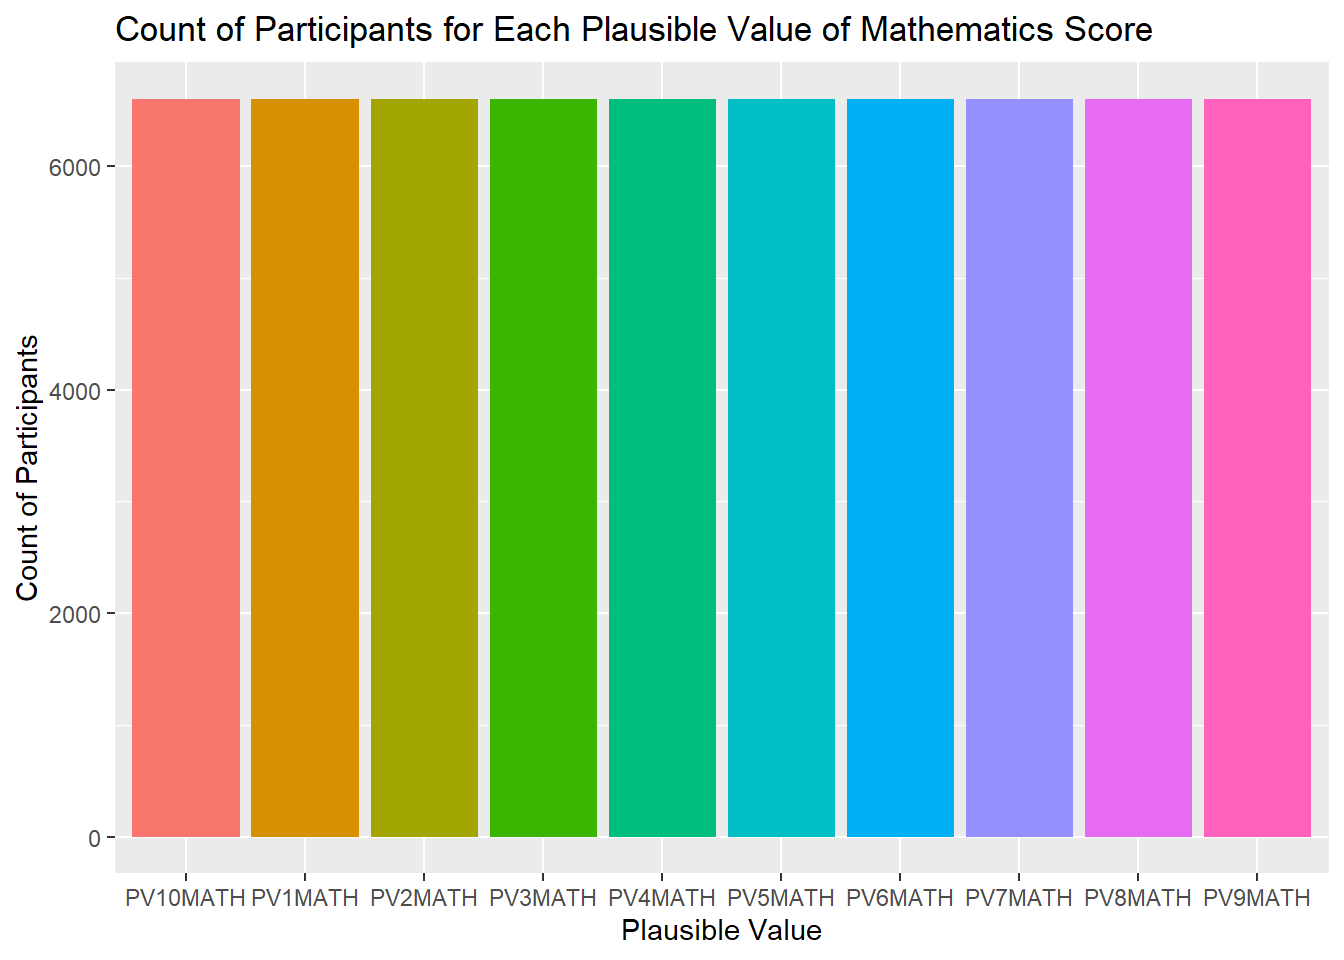 Count of Participants for Each Plausible Value of Mathematics Score
Count of Participants
6000
4000
2000
0
PV10MATH PV1MATH PV2MATH PV3MATH PV4MATH PV5MATH PV6MATH PV7MATH PV8MATH PV9MATH
Plausible Value